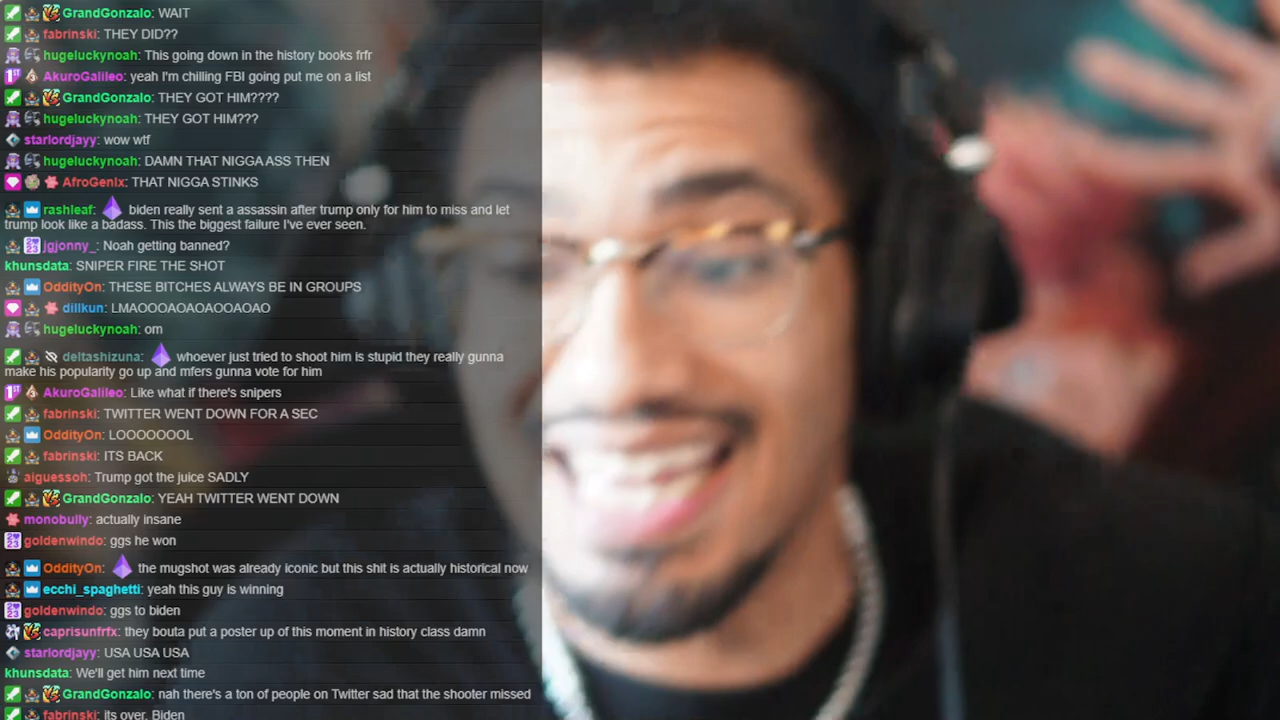 GrandGonzalo: WAIT
fabrinski: THEY DID??
hugeluckynoah: This going down in the history books frfr
AkuroGalileo: yeah I'm chilling FBI going put me on a list
GrandGonzalo: THEY GOT HIM????
hugeluckynoah: THEY GOT HIM???
starlordjayy: wow wtf
hugeluckynoah: DAMN THAT NIGGA ASS THEN
AfroGenIx: THAT NIGGA STINKS
rashleaf: biden really sent a assassin after trump only for him to miss and let
trump look like a badass. This the biggest failure I've ever seen.
jgjonny_: Noah getting banned?
khunsdata: SNIPER FIRE THE SHOT
OddityOn: THESE BITCHES ALWAYS BE IN GROUPS
dillkun: LMAOOOAOAOAOOAOAO
hugeluckynoah: om
deltashizuna: whoever just tried to shoot him is stupid they really gunna
make his popularity go up and mfers gunna vote for him
AkuroGalileo: Like what if there's snipers
fabrinski: TWITTER WENT DOWN FOR A SEC
OddityOn: LOOOOOOOL
fabrinski: ITS BACK
aiguessoh: Trump got the juice SADLY
GrandGonzalo: YEAH TWITTER WENT DOWN
monobully: actually insane
goldenwindo: ggs he won
OddityOn: the mugshot was already iconic but this shit is actually historical now
ecchi_spaghetti: yeah this guy is winning
goldenwindo: ggs to biden
caprisunfrfx: they bouta put a poster up of this moment in history class damn
starlordjayy: USA USA USA
khunsdata: We'll get him next time
GrandGonzalo: nah there's a ton of people on Twitter sad that the shooter missed
fabrinski: its over, Biden